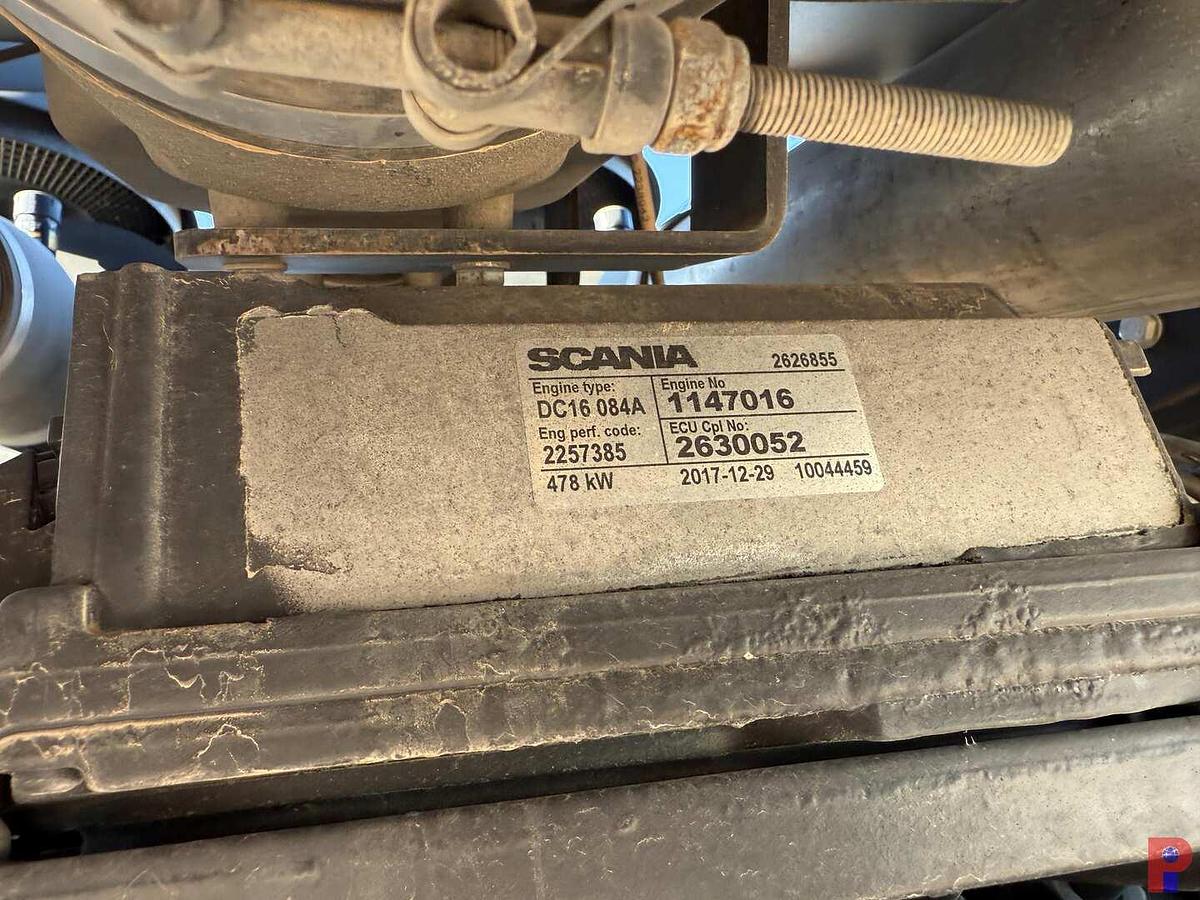 SCANIA 2626855
Engine type: Engine No
DC16 084A 1147016
Eng perf. code: ECU Cpl No:
2257385 2630052
478 kW 2017-12-29 10044459
P